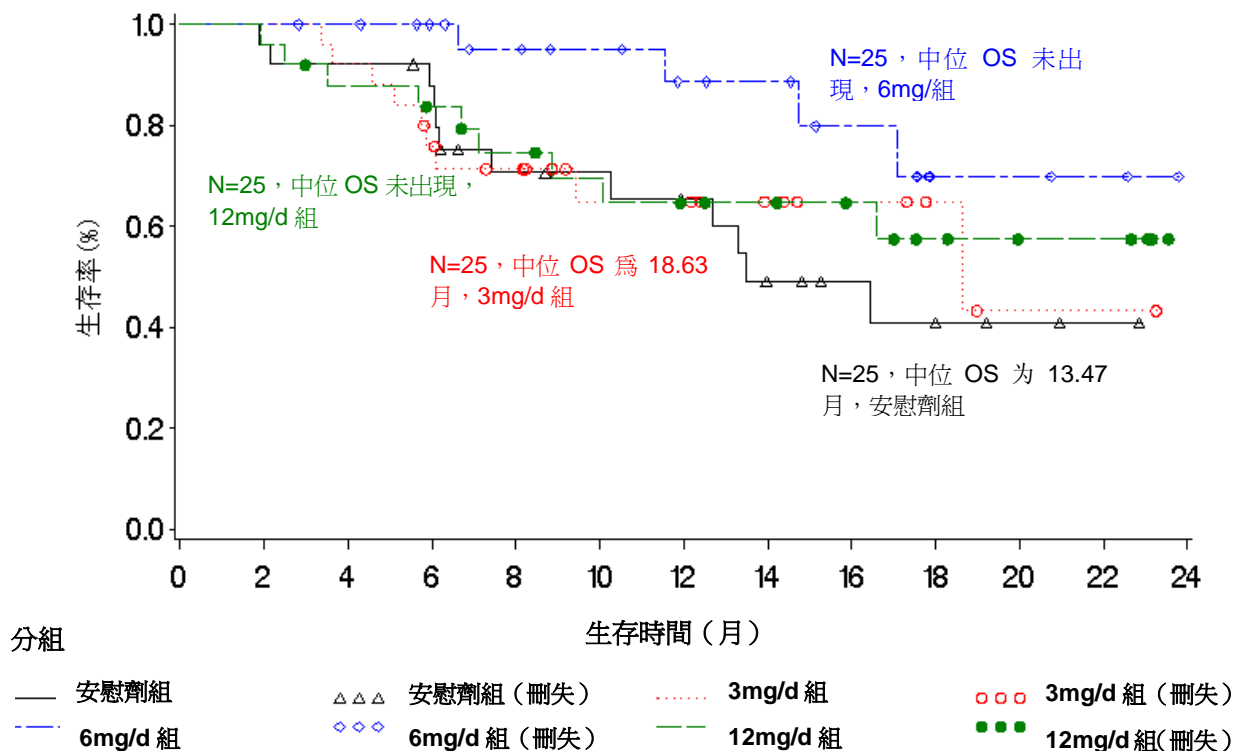 1.0
0.8
0.6
0.4
0.2
0.0
生存率(%)
N=25，中位 OS 未出
現，6mg/組
N=25，中位 OS 未出現，
12mg/d 組
N=25，中位 OS 爲 18.63
月，3mg/d 組
N=25，中位 OS 为 13.47
月，安慰劑組
0 2 4 6 8 10 12 14 16 18 20 22 24
生存時間（月）
分組
安慰劑組 安慰劑組（刪失） 3mg/d 組 3mg/d 組（刪失）
6mg/d 組 6mg/d 組（刪失） 12mg/d 組 12mg/d 組(刪失）